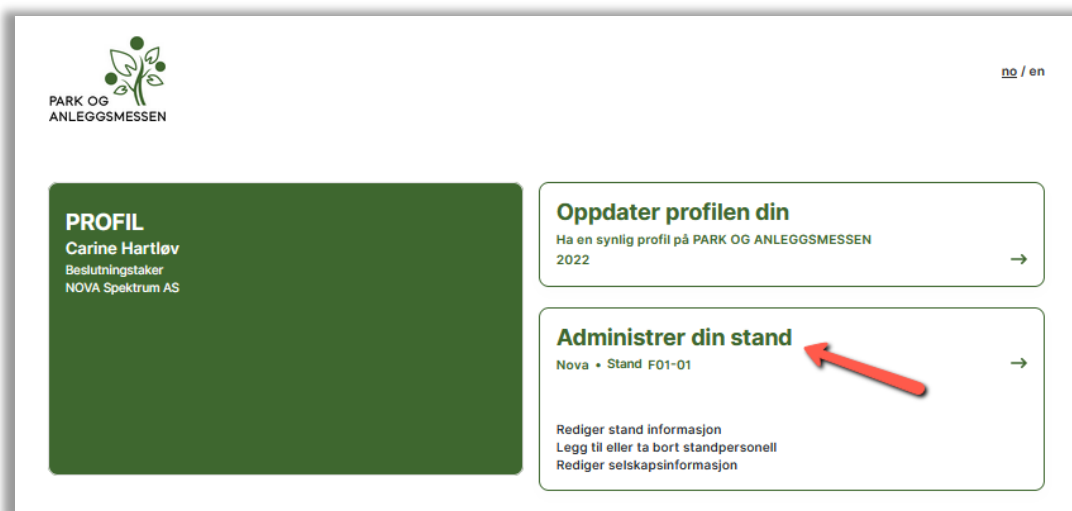 PARK OG
ANLEGGSMESSEN
no / en
PROFIL
Carine Hartløv
Beslutningstaker
NOVA Spektrum AS
Oppdater profilen din
Ha en synlig profil på PARK OG ANLEGGSMESSEN
2022
Administrer din stand
Nova • Stand F01-01
Rediger stand informasjon
Legg til eller ta bort standpersonell
Rediger selskapsinformasjon